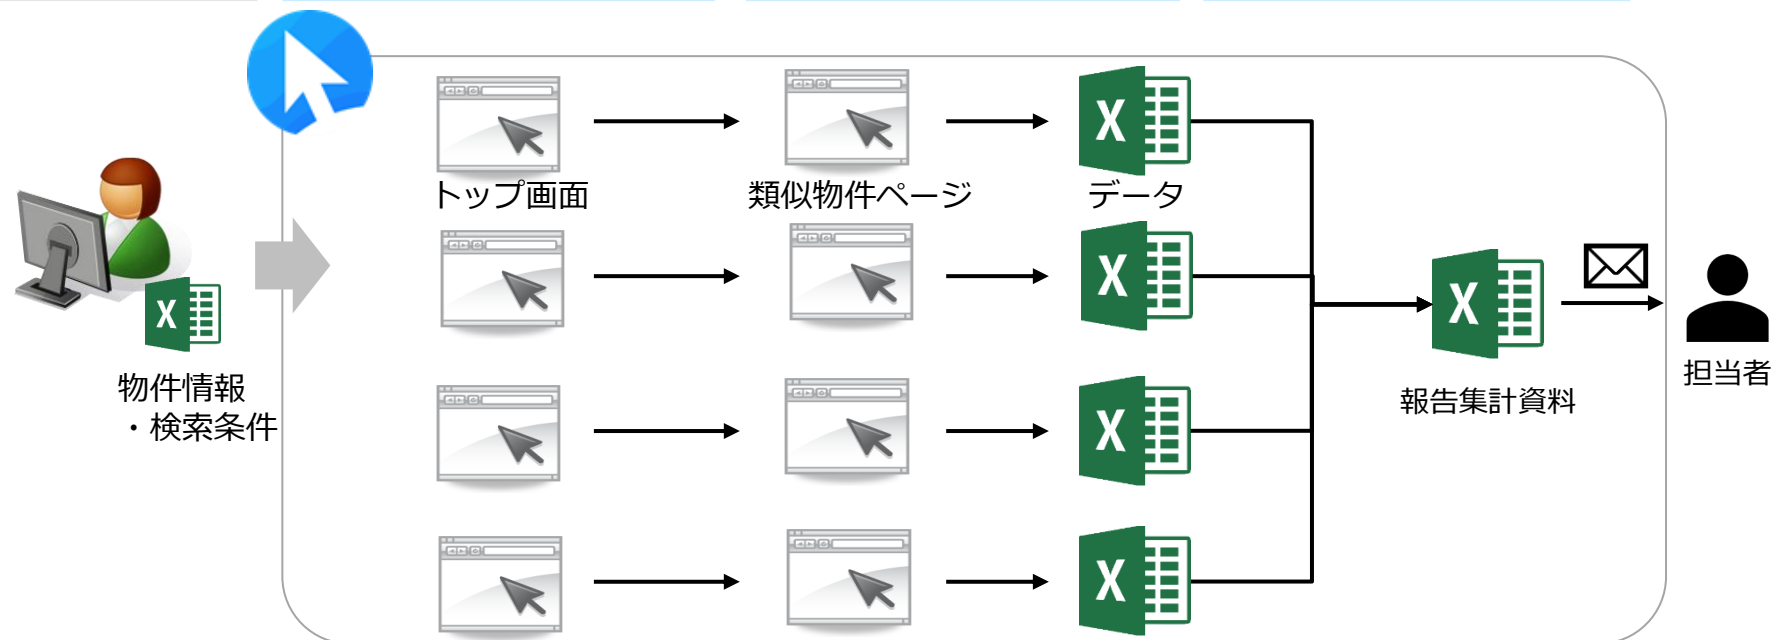 トップ画面
類似物件ページ
データ
物件情報
・検索条件
報告集計資料
担当者
X
X
X
X
X
X